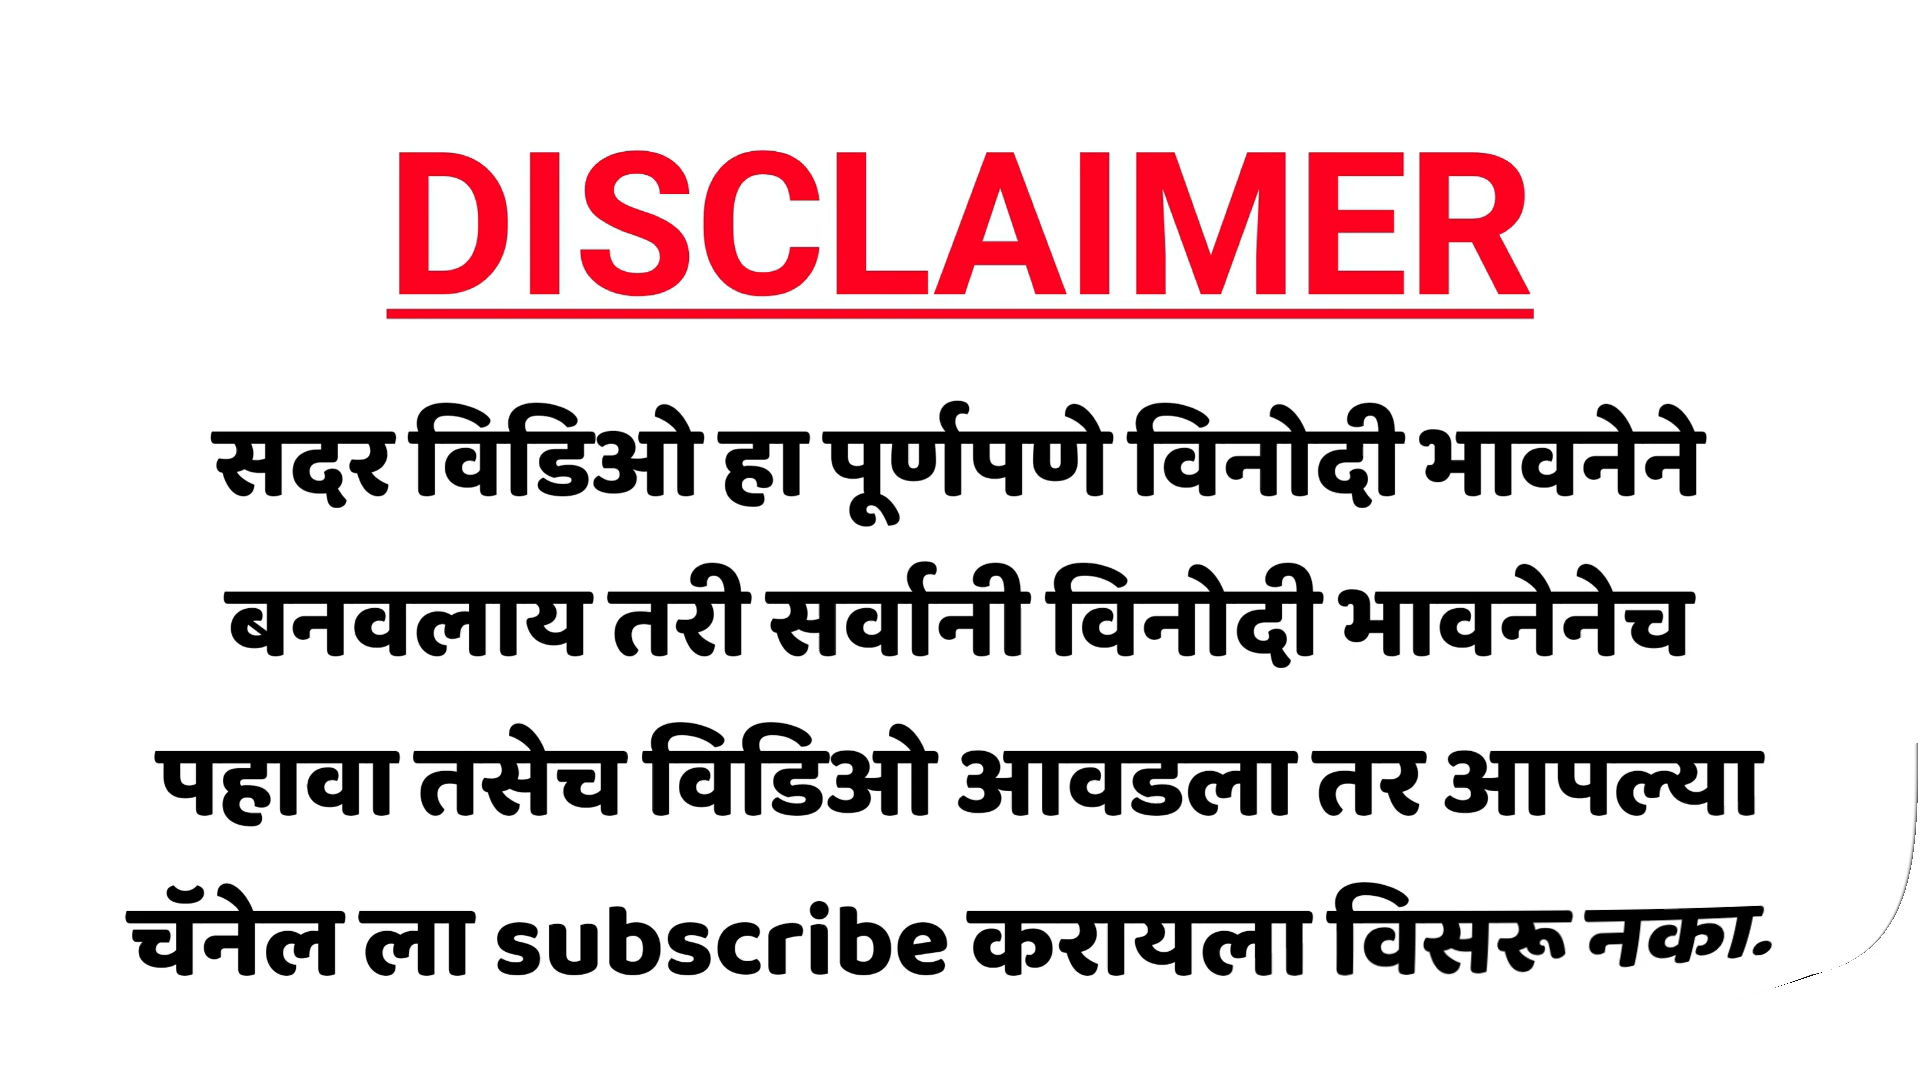 DISCLAIMER
सदर विडिओ हा पूर्णपणे विनोदी भावनेने
बनवलाय तरी सर्वानी विनोदी भावनेनेच
पहावा तसेच विडिओ आवडला तर आपल्या
चॅनेल ला subscribe करायला विसरू नका.